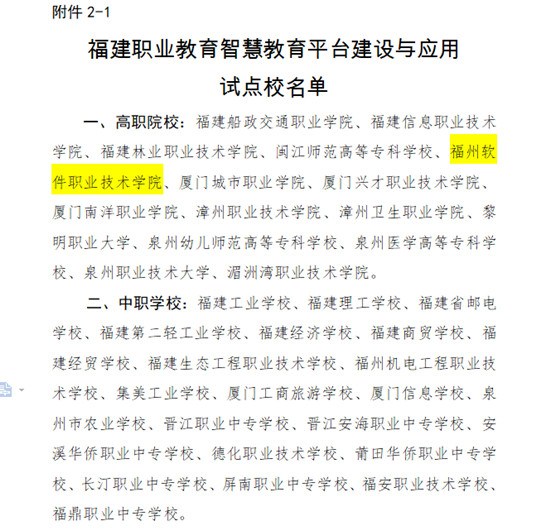 附件 2-1
福建职业教育智慧教育平台建设与应用
试点校名单
一、高职院校：福建船政交通职业学院、福建信息职业技术
学院、福建林业职业技术学院、闽江师范高等专科学校、福州软
件职业技术学院、厦门城市职业学院、厦门兴才职业技术学院、
厦门南洋职业学院、漳州职业技术学院、漳州卫生职业学院、黎
明职业大学、泉州幼儿师范高等专科学校、泉州医学高等专科学
校、泉州职业技术大学、湄洲湾职业技术学院。
二、中职学校：福建工业学校、福建理工学校、福建省邮电
学校、福建第二轻工业学校、福建经济学校、福建商贸学校、福
建经贸学校、福建生态工程职业技术学校、福州机电工程职业技
术学校、集美工业学校、厦门工商旅游学校、厦门信息学校、泉
州市农业学校、晋江职业中专学校、晋江安海职业中专学校、安
溪华侨职业中专学校、德化职业技术学校、莆田华侨职业中专学
校、长汀职业中专学校、屏南职业中专学校、福安职业技术学校、
福鼎职业中专学校。